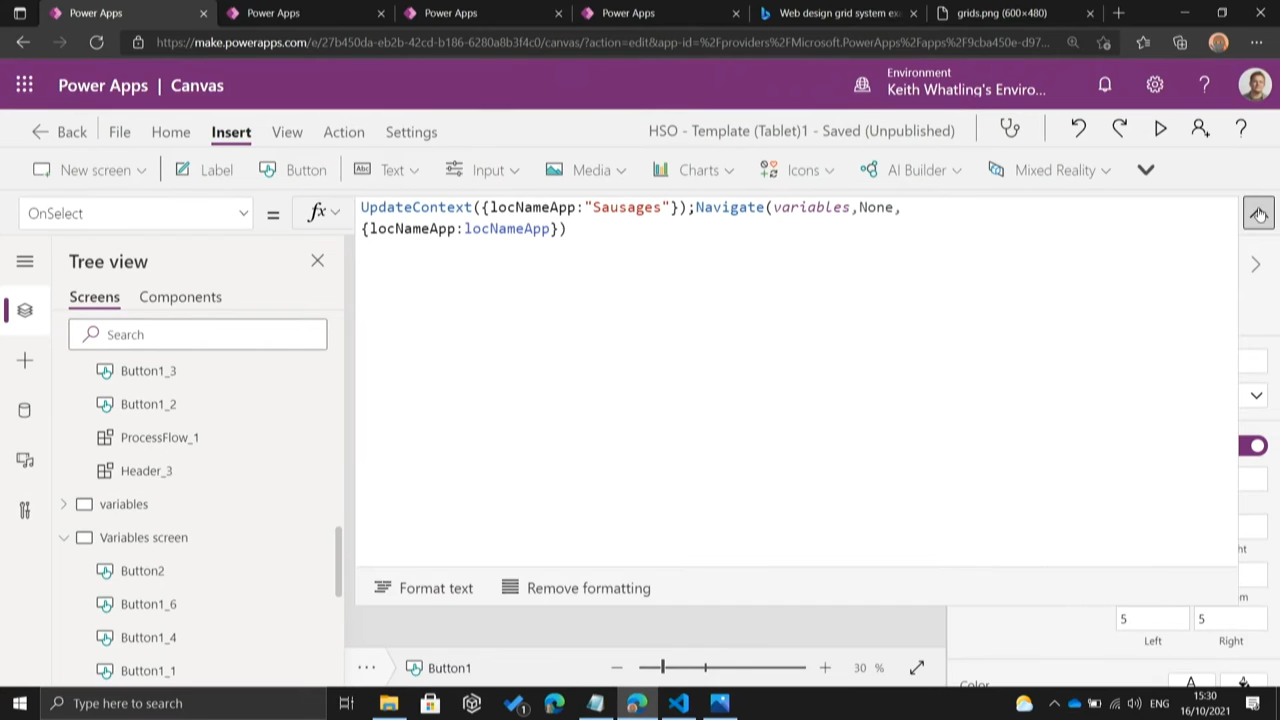 Power Apps
Power Apps
Power Apps
Power Apps
Web design grid system ex
grids.png (600×480)
https://make.powerapps.com/e/27b450da-eb2b-42cd-b186-6280a8b3f4c0/canvas/?action=edit&app-id=%2Fproviders%2FMicrosoft.PowerApps%2Fapps%2F9cba450e-d97...
Power Apps | Canvas
Environment
Keith Whatling's Enviro...
Back
File
Home
Insert
View
Action
Settings
HSO - Template (Tablet)1 - Saved (Unpublished)
New screen
Label
Button
Text
Input
Media
Charts
Icons
AI Builder
Mixed Reality
OnSelect
=
fx
UpdateContext({locNameApp:"Sausages"});Navigate(variables,None,
{locNameApp:locNameApp})
Tree view
Screens
Components
Search
Button1_3
Button1_2
ProcessFlow_1
Header_3
variables
Variables screen
Button2
Button1_6
Button1_4
Button1_1
Format text
Remove formatting
ht
om
5
5
Left
Right
Color
Button1
30 %
Type here to search
1
ENG
15:30
16/10/2021